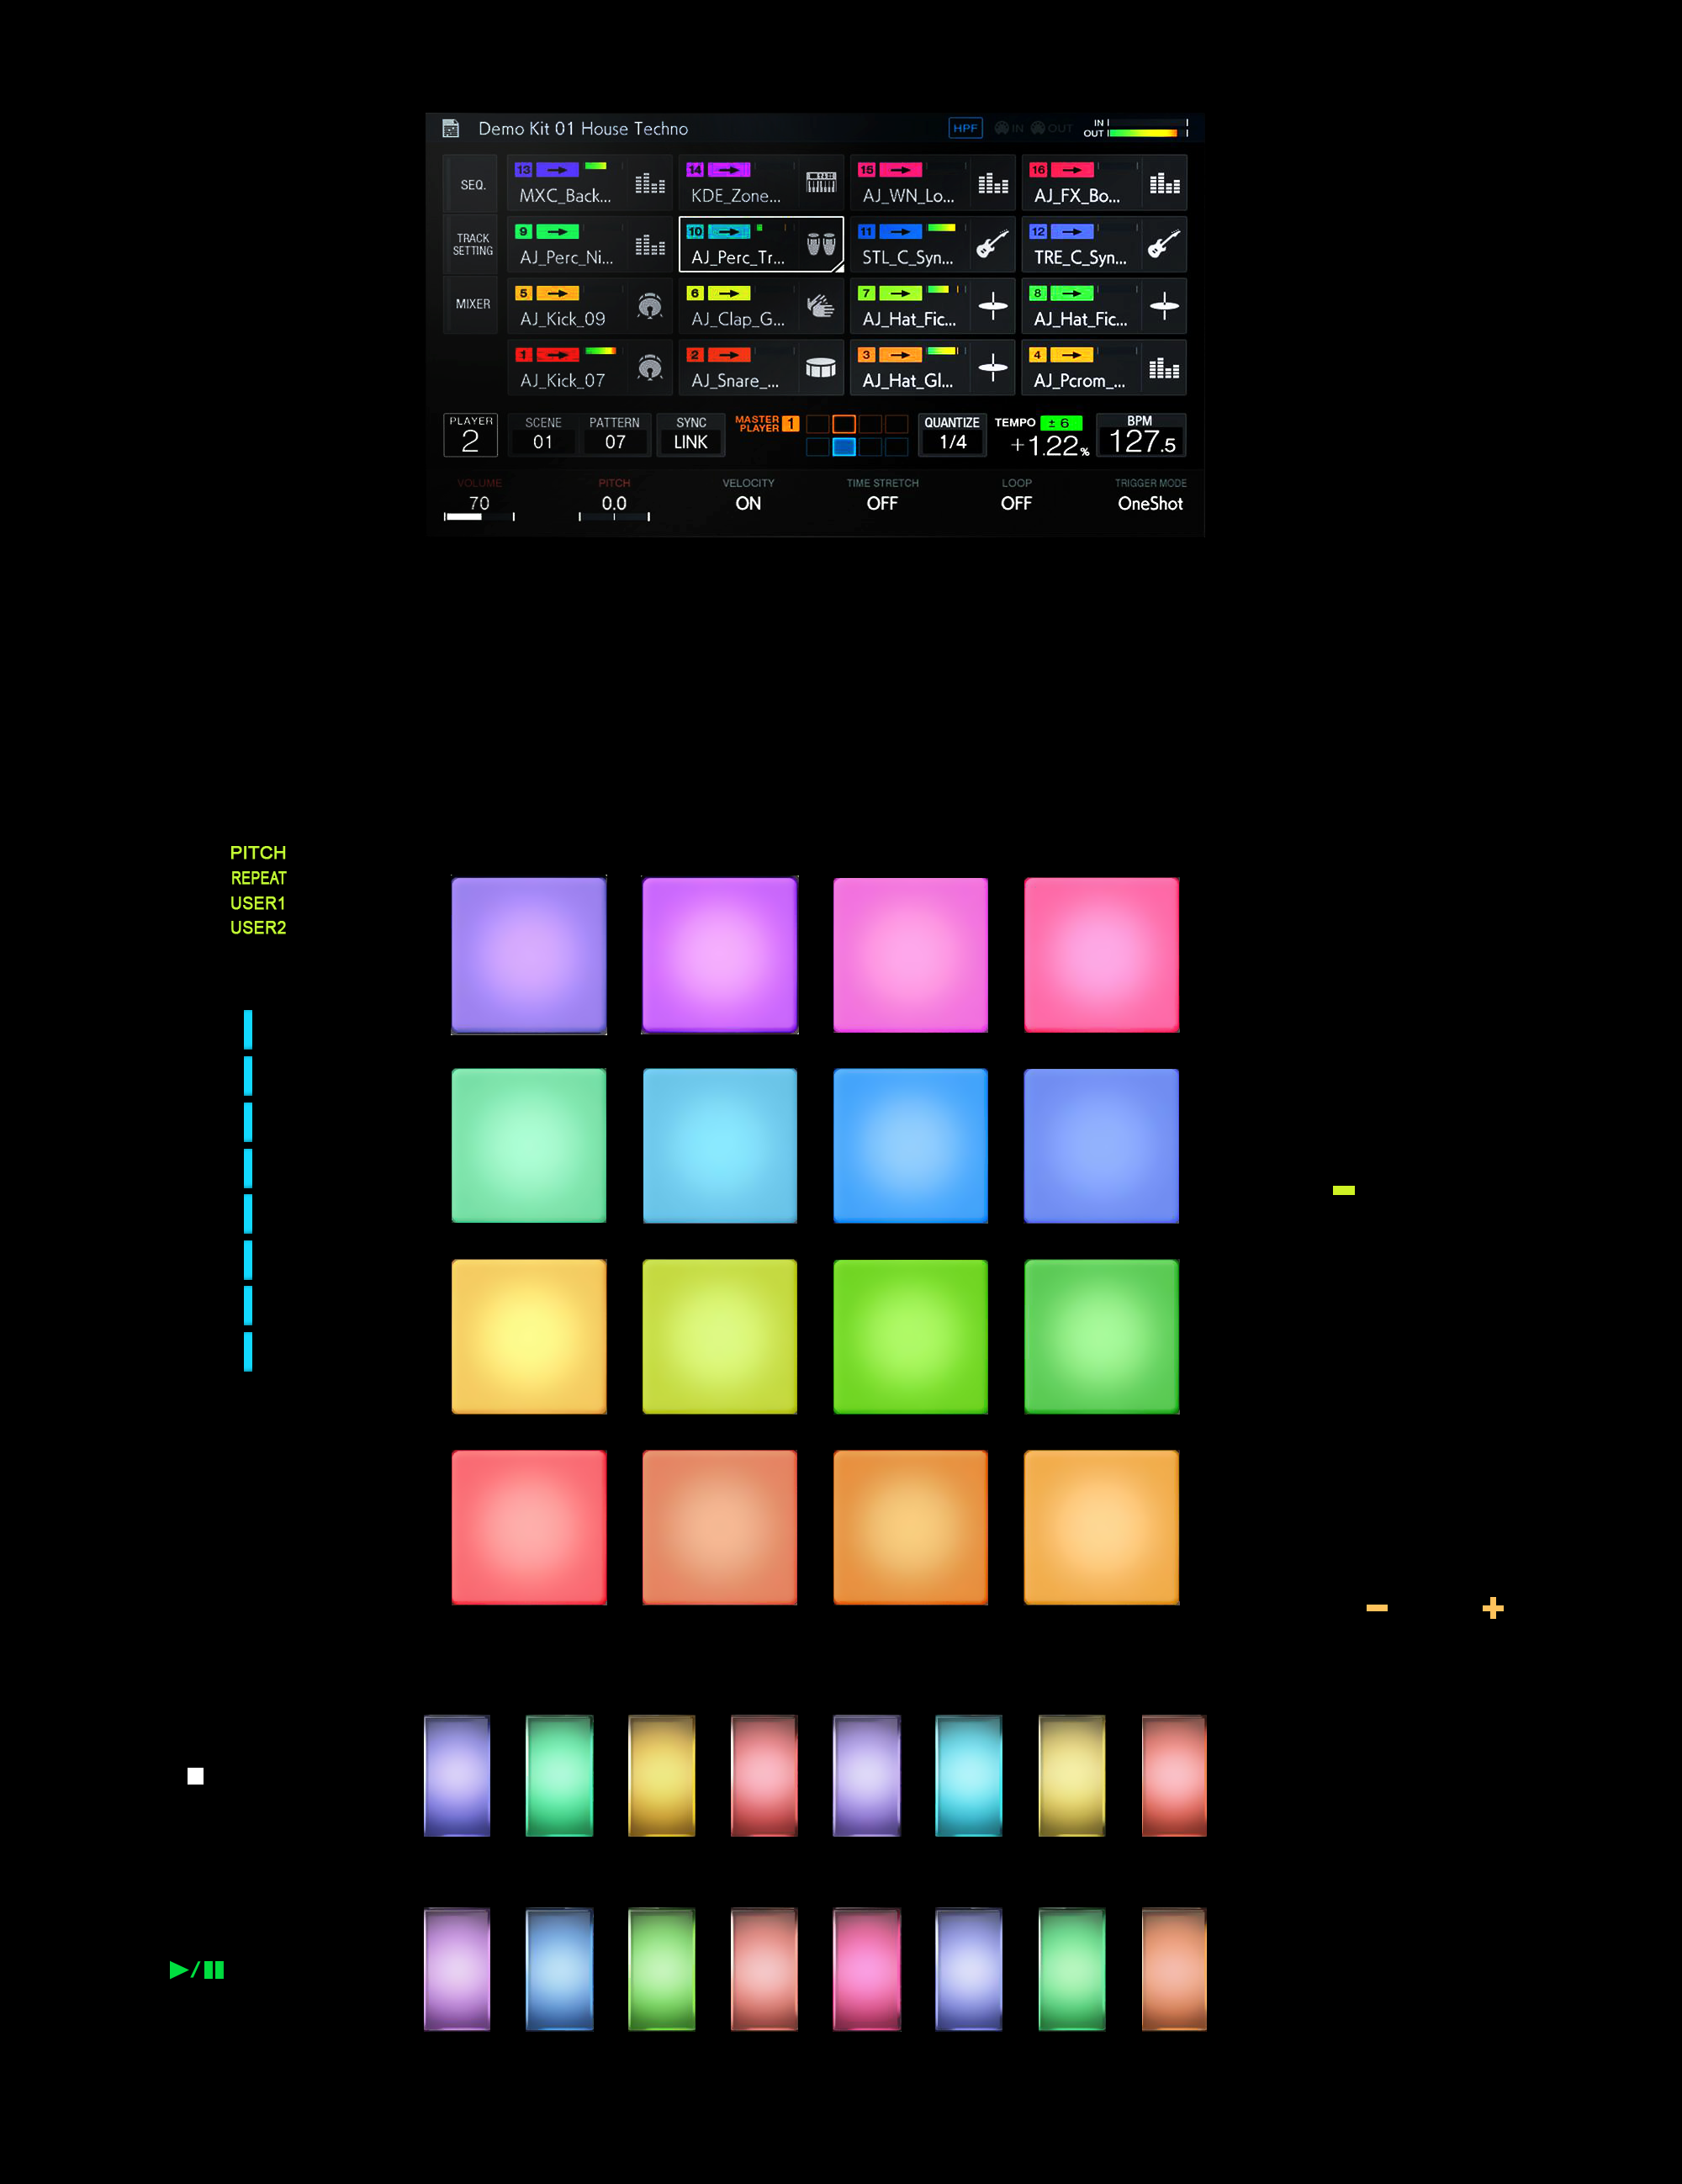 Demo Kit 01 House Techno
HPF
IN
OUT
IN
OUT
SEQ.
13
MXC_Back...
14
KDE_Zone...
15
AJ_WN_Lo...
16
AJ_FX_Bo...
TRACK
SETTING
9
AJ_Perc_Ni...
10
AJ_Perc_Tr...
11
STL_C_Syn...
12
TRE_C_Syn...
MIXER
5
AJ_Kick_09
6
AJ_Clap_G...
7
AJ_Hat_Fic...
8
AJ_Hat_Fic...
1
AJ_Kick_07
2
AJ_Snare_...
3
AJ_Hat_Gl...
4
AJ_Pcrom_...
PLAYER
2
SCENE
01
PATTERN
07
SYNC
LINK
MASTER
PLAYER 1
QUANTIZE
1/4
TEMPO ± 6
+1.22%
BPM
127.5
VOLUME
70
PITCH
0.0
VELOCITY
ON
TIME STRETCH
OFF
LOOP
OFF
TRIGGER MODE
OneShot
PITCH
REPEAT
USER1
USER2